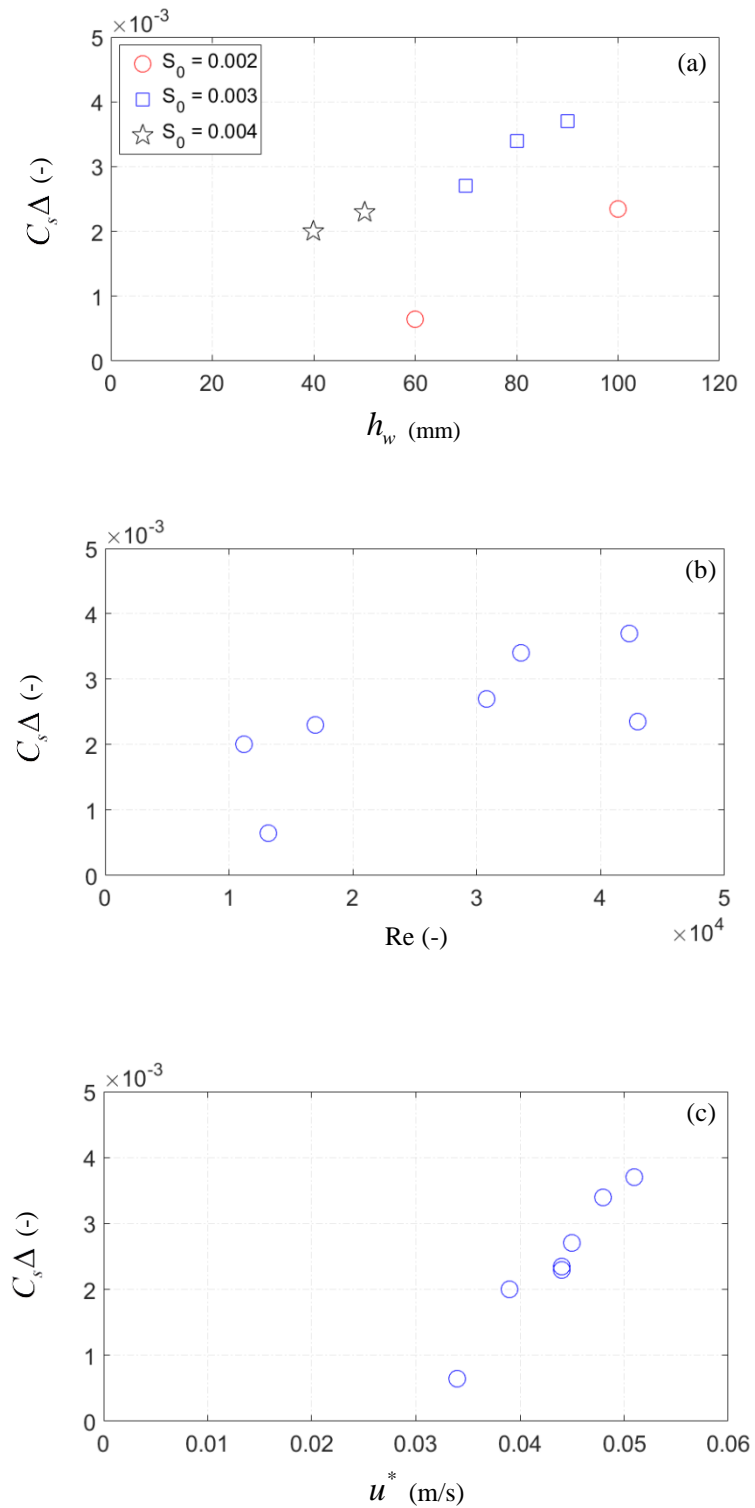 ×10⁻³
(a)
S₀ = 0.002
S₀ = 0.003
S₀ = 0.004
5
4
3
2
1
0
C_sΔ (-)
0 20 40 60 80 100 120
h_w (mm)
×10⁻³
(b)
5
4
3
2
1
0
C_sΔ (-)
0 1 2 3 4 5
Re (-) ×10⁴
×10⁻³
(c)
5
4
3
2
1
0
C_sΔ (-)
0 0.01 0.02 0.03 0.04 0.05 0.06
u* (m/s)